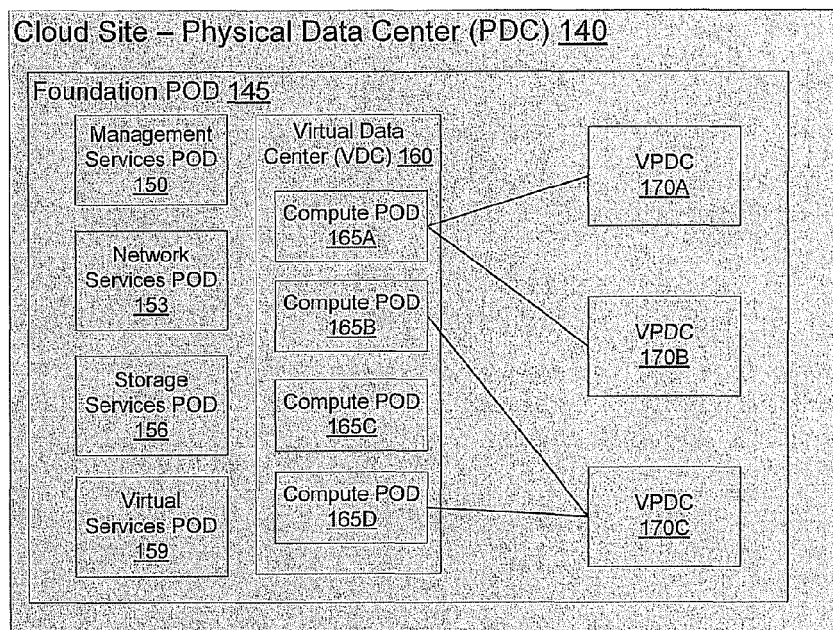 Cloud Site – Physical Data Center (PDC) 140
Foundation POD 145
Management
Services POD
150
Network
Services POD
153
Storage
Services POD
156
Virtual
Services POD
159
Virtual Data
Center (VDC) 160
Compute POD
165A
Compute POD
165B
Compute POD
165C
Compute POD
165D
VPDC
170A
VPDC
170B
VPDC
170C